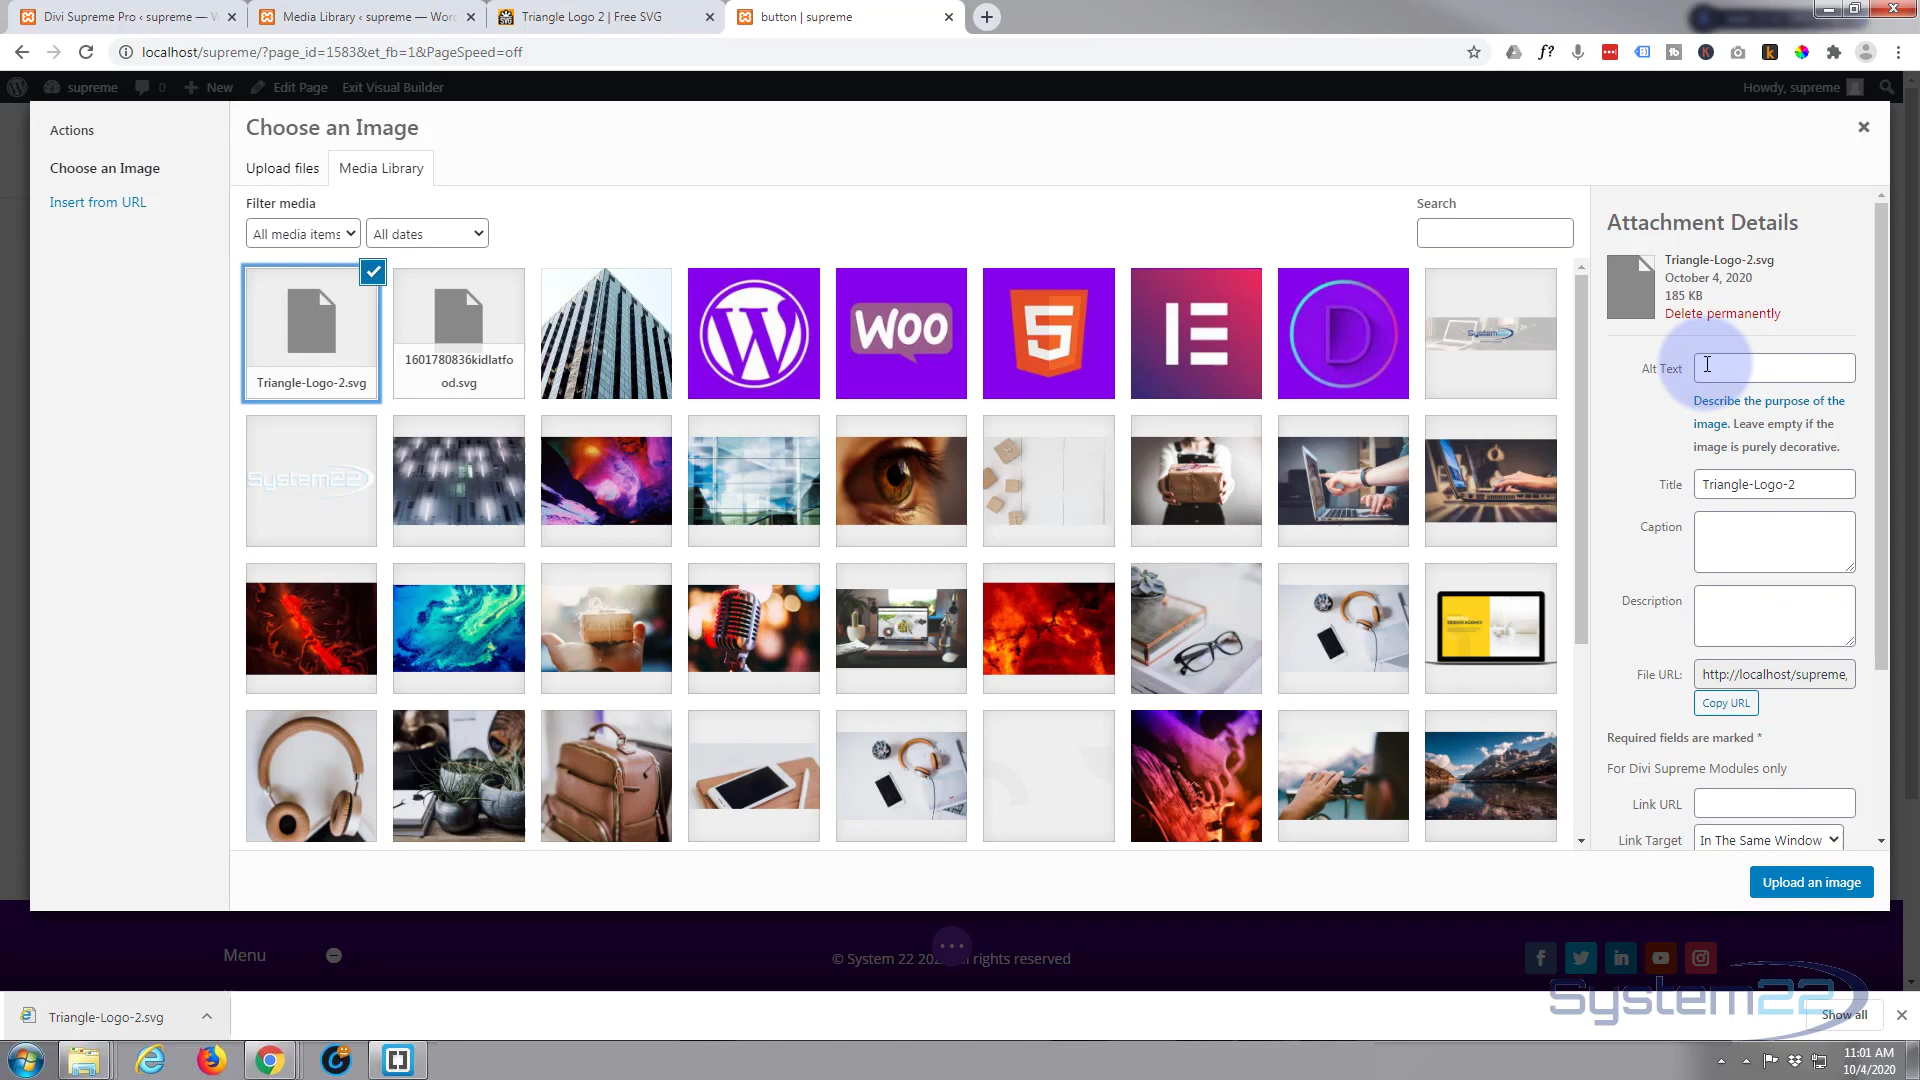 Divi Supreme Pro ‹ supreme — W
Media Library ‹ supreme — Word
Triangle Logo 2 | Free SVG
button | supreme
localhost/supreme/?page_id=1583&et_fb=1&PageSpeed=off
supreme
0
New
Edit Page
Exit Visual Builder
Howdy, supreme
Actions
Choose an Image
Insert from URL
Choose an Image
Upload files
Media Library
Filter media
All media items
All dates
Search
Triangle-Logo-2.svg
1601780836kidlatfo
od.svg
WOO
System22
System22
Attachment Details
Triangle-Logo-2.svg
October 4, 2020
185 KB
Delete permanently
Alt Text
Describe the purpose of the
image. Leave empty if the
image is purely decorative.
Title
Triangle-Logo-2
Caption
Description
File URL:
http://localhost/supreme,
Copy URL
Required fields are marked *
For Divi Supreme Modules only
Link URL
Link Target
In The Same Window
Upload an image
Menu
© System 22 202
rights reserved
System22
Triangle-Logo-2.svg
Show all
11:01 AM
10/4/2020